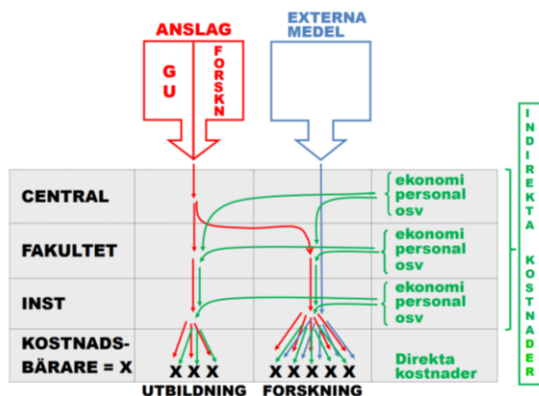 ANSLAG
EXTERNA
MEDEL
GU
FORSKN
CENTRAL
ekonomi
personal
osv
FAKULTET
ekonomi
personal
osv
INST
ekonomi
personal
osv
KOSTNADS-
BÄRARE = X
X X X
X X X X X
Direkta
kostnader
UTBILDNING
FORSKNING
INDIREKTA KOSTNADER